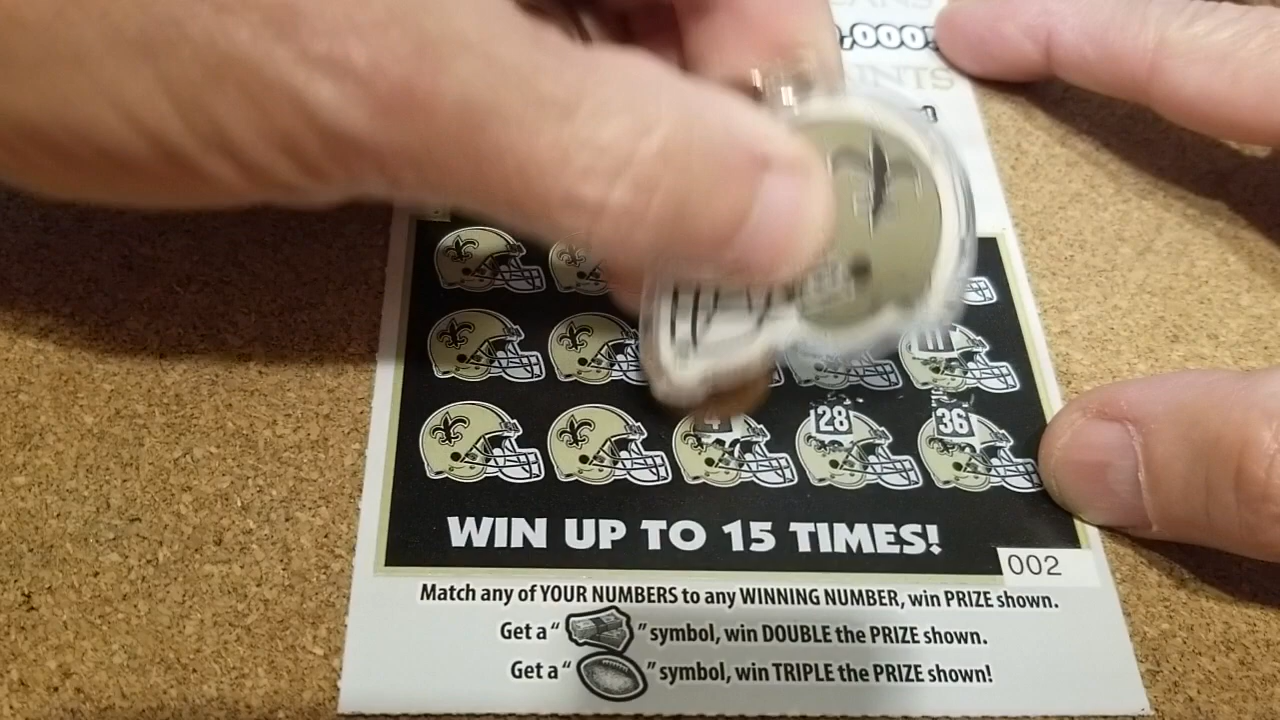 ,000!
28 36
WIN UP TO 15 TIMES!
002
Match any of YOUR NUMBERS to any WINNING NUMBER, win PRIZE shown.
Get a " " symbol, win DOUBLE the PRIZE shown.
Get a " " symbol, win TRIPLE the PRIZE shown!